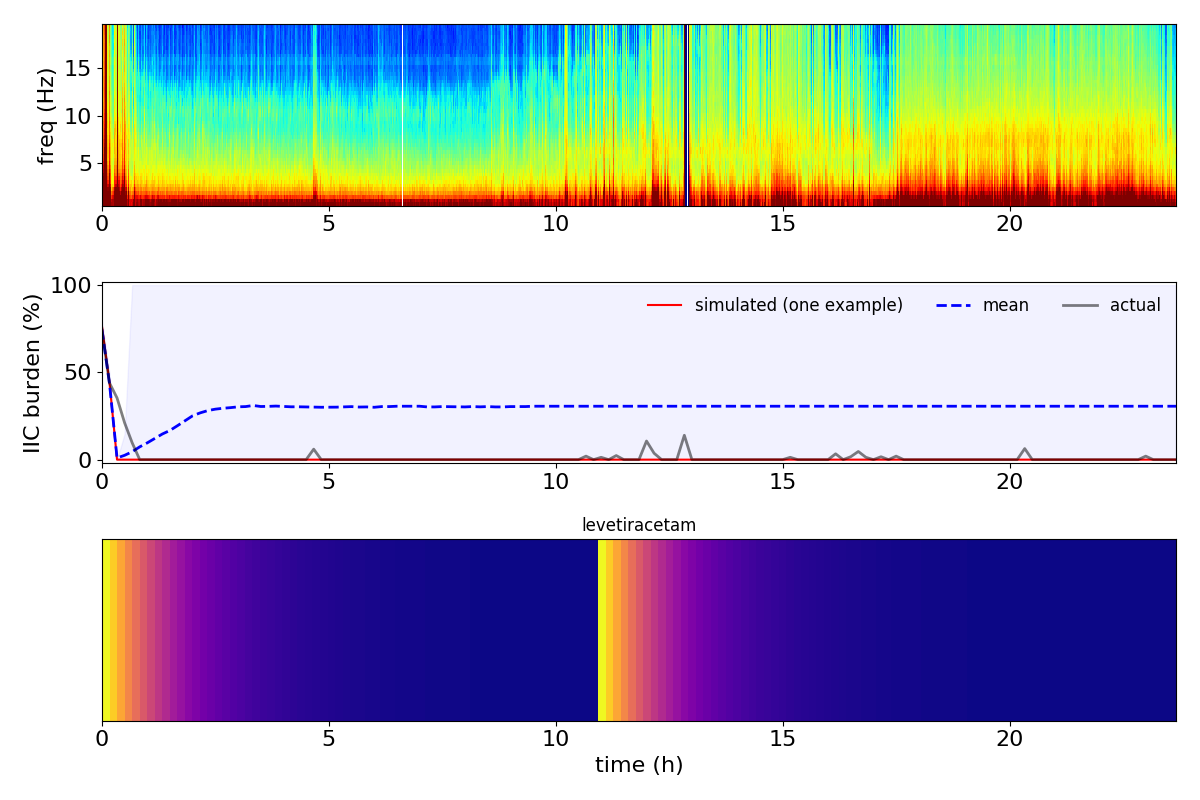 freq (Hz)
15
10
5
0 5 10 15 20
IIC burden (%)
100
50
0
simulated (one example) mean actual
0 5 10 15 20
levetiracetam
0 5 10 15 20
time (h)